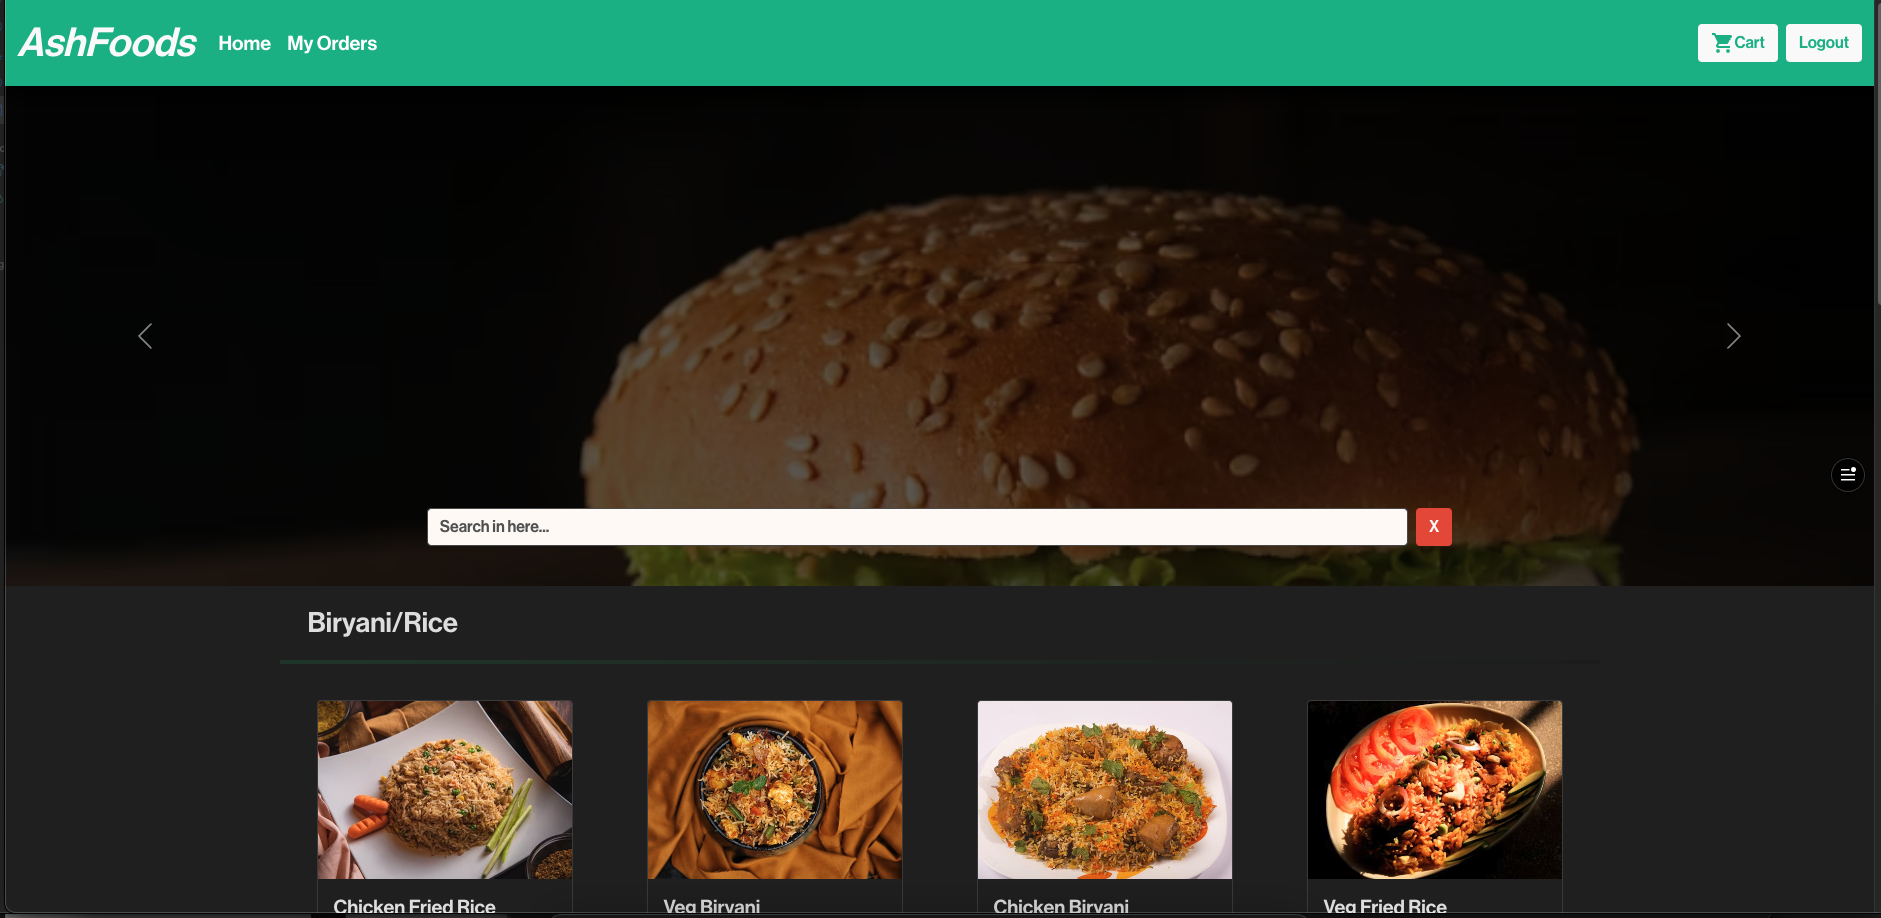 AshFoods Home My Orders Cart Logout
Search in here... X
Biryani/Rice
Chicken Fried Rice Veg Biryani Chicken Biryani Veg Fried Rice